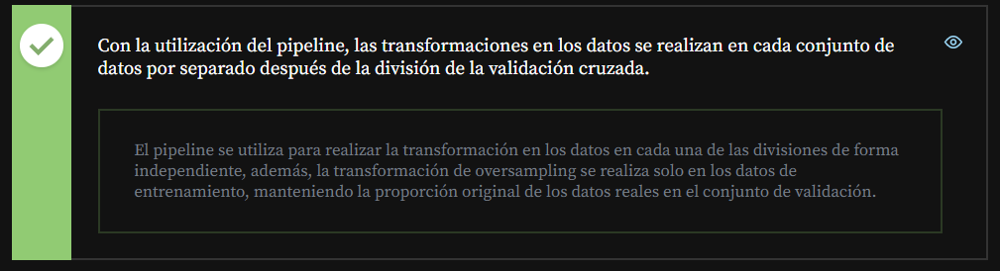 Con la utilización del pipeline, las transformaciones en los datos se realizan en cada conjunto de
datos por separado después de la división de la validación cruzada.
El pipeline se utiliza para realizar la transformación en los datos en cada una de las divisiones de forma
independiente, además, la transformación de oversampling se realiza solo en los datos de
entrenamiento, manteniendo la proporción original de los datos reales en el conjunto de validación.